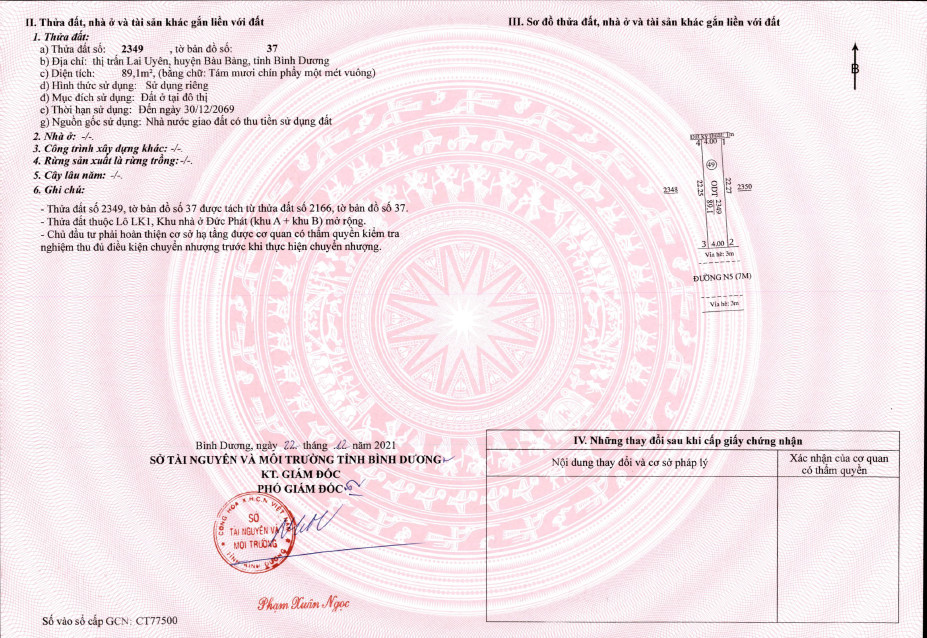 II. Thửa đất, nhà ở và tài sản khác gắn liền với đất
1. Thửa đất:
a) Thửa đất số: 2349 , tờ bản đồ số: 37
b) Địa chỉ: thị trấn Lai Uyên, huyện Bàu Bàng, tỉnh Bình Dương
c) Diện tích: 89,1m², (bằng chữ: Tám mươi chín phẩy một mét vuông)
d) Hình thức sử dụng: Sử dụng riêng
đ) Mục đích sử dụng: Đất ở tại đô thị
e) Thời hạn sử dụng: Đến ngày 30/12/2069
g) Nguồn gốc sử dụng: Nhà nước giao đất có thu tiền sử dụng đất
2. Nhà ở: -/-.
3. Công trình xây dựng khác: -/-.
4. Rừng sản xuất là rừng trồng: -/-.
5. Cây lâu năm: -/-.
6. Ghi chú:
- Thửa đất số 2349, tờ bản đồ số 37 được tách từ thửa đất số 2166, tờ bản đồ số 37.
- Thửa đất thuộc Lô LK1, Khu nhà ở Đức Phát (khu A + khu B) mở rộng.
- Chủ đầu tư phải hoàn thiện cơ sở hạ tầng được cơ quan có thẩm quyền kiểm tra
nghiệm thu đủ điều kiện chuyển nhượng trước khi thực hiện chuyển nhượng.
Bình Dương, ngày 22 tháng 12 năm 2021
SỞ TÀI NGUYÊN VÀ MÔI TRƯỜNG TỈNH BÌNH DƯƠNG
KT. GIÁM ĐỐC
PHÓ GIÁM ĐỐC
SỞ
TÀI NGUYÊN VÀ
MÔI TRƯỜNG
Phạm Xuân Ngọc
Số vào sổ cấp GCN: CT77500
III. Sơ đồ thửa đất, nhà ở và tài sản khác gắn liền với đất
B
Đất kỹ thuật: 1m
4 4.00 1
49
2348
22.25
ODT
2349
89.1
22.27
2350
3 4.00 2
Vỉa hè: 3m
ĐƯỜNG N5 (7M)
Vỉa hè: 3m
IV. Những thay đổi sau khi cấp giấy chứng nhận
Nội dung thay đổi và cơ sở pháp lý
Xác nhận của cơ quan
có thẩm quyền